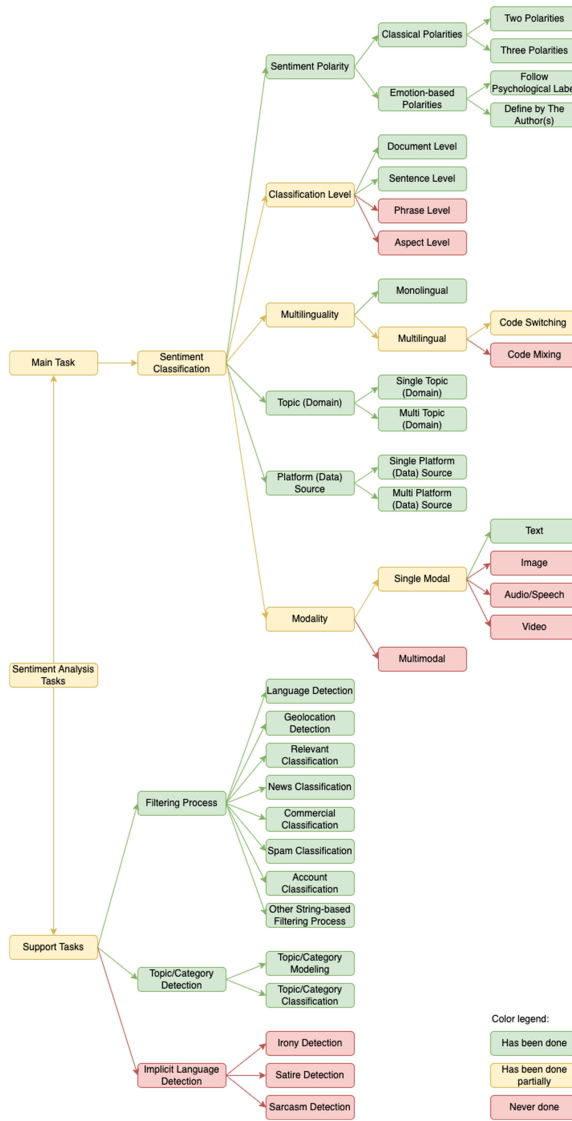 Two Polarities
Classical Polarities
Three Polarities
Sentiment Polarity
Follow
Psychological Labe
Emotion-based
Polarities
Define by The
Author(s)
Document Level
Sentence Level
Classification Level
Phrase Level
Aspect Level
Monolingual
Multilinguality
Code Switching
Multilingual
Code Mixing
Main Task
Sentiment
Classification
Single Topic
(Domain)
Topic (Domain)
Multi Topic
(Domain)
Single Platform
(Data) Source
Platform (Data)
Source
Multi Platform
(Data) Source
Text
Image
Single Modal
Audio/Speech
Modality
Video
Multimodal
Sentiment Analysis
Tasks
Language Detection
Geolocation
Detection
Relevant
Classification
News Classification
Filtering Process
Commercial
Classification
Spam Classification
Account
Classification
Other String-based
Filtering Process
Support Tasks
Topic/Category
Modeling
Topic/Category
Detection
Topic/Category
Classification
Irony Detection
Implicit Language
Detection
Satire Detection
Sarcasm Detection
Color legend:
Has been done
Has been done
partially
Never done